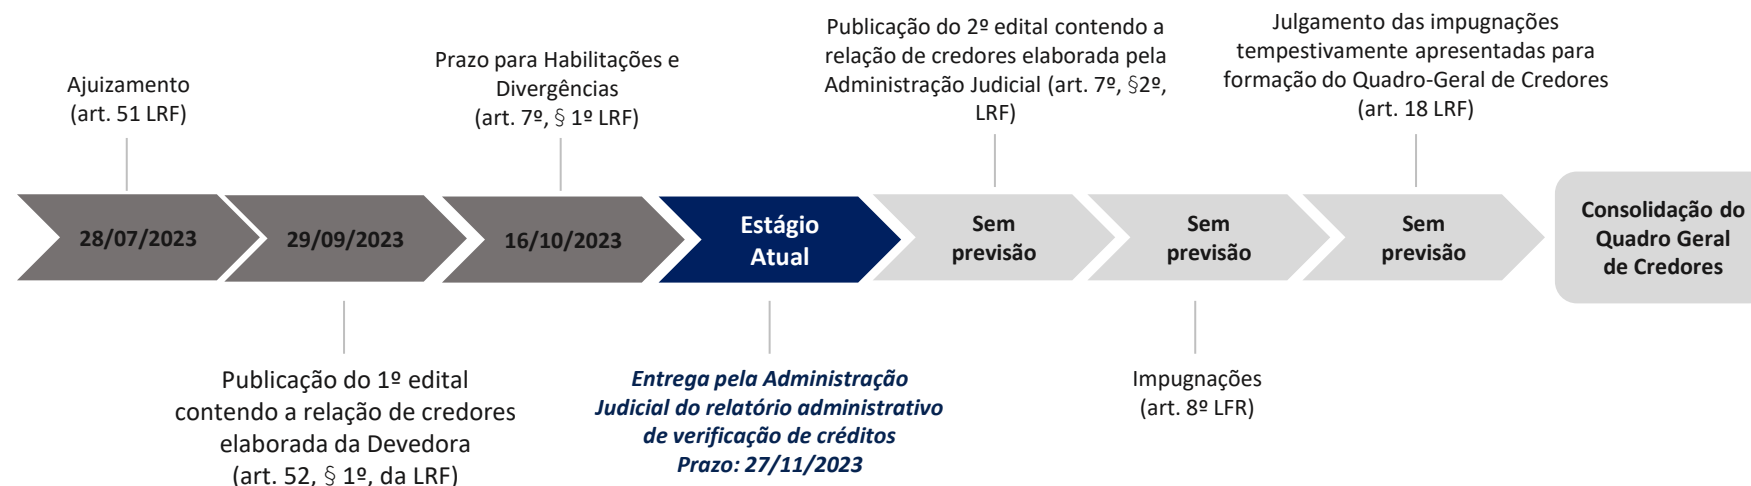 Ajuizamento
(art. 51 LRF)
Prazo para Habilitações e
Divergências
(art. 7º, § 1º LRF)
Publicação do 2º edital contendo a
relação de credores elaborada pela
Administração Judicial (art. 7º, §2º,
LRF)
Julgamento das impugnações
tempestivamente apresentadas para
formação do Quadro-Geral de Credores
(art. 18 LRF)
28/07/2023
29/09/2023
16/10/2023
Estágio
Atual
Sem
previsão
Sem
previsão
Sem
previsão
Consolidação do
Quadro Geral
de Credores
Publicação do 1º edital
contendo a relação de credores
elaborada da Devedora
(art. 52, § 1º, da LRF)
Entrega pela Administração
Judicial do relatório administrativo
de verificação de créditos
Prazo: 27/11/2023
Impugnações
(art. 8º LFR)